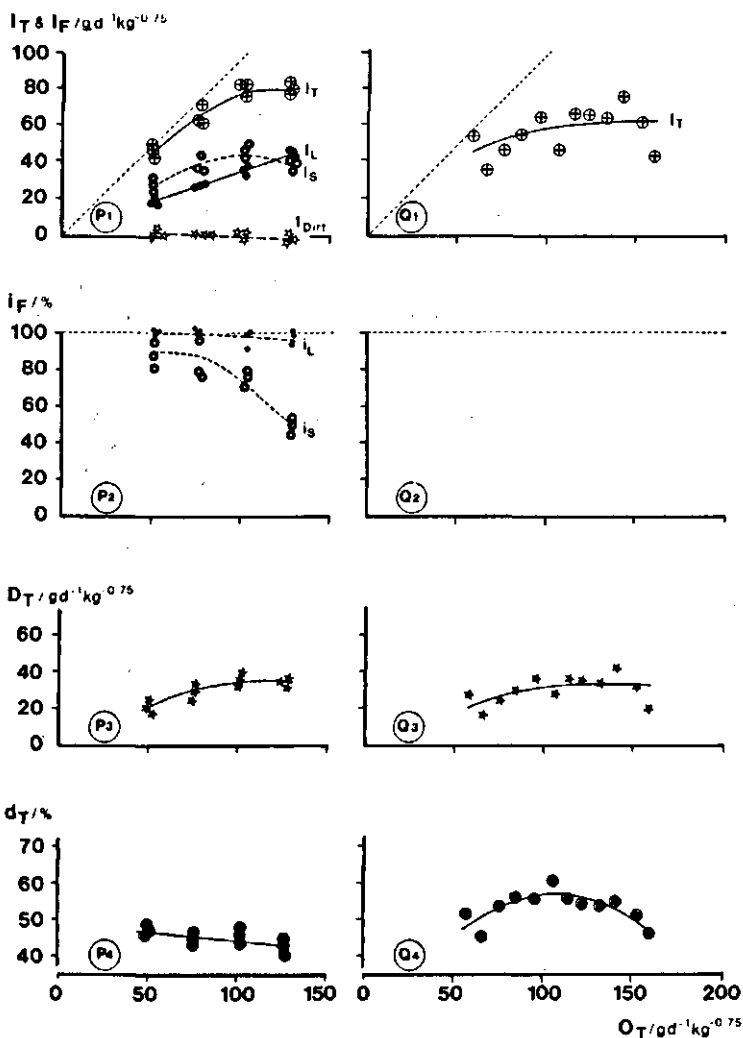 I_T & I_F / g d⁻¹ kg⁻⁰·⁷⁵
100
80
60
40
20
0
I_T
I_L
I_S
I_Dirt
P1
I_T
Q1
i_F / %
100
80
60
40
20
0
i_L
i_S
P2
Q2
D_T / g d⁻¹ kg⁻⁰·⁷⁵
60
40
20
0
P3
Q3
d_T / %
70
60
50
40
P4
Q4
0 50 100 150
0 50 100 150 200
O_T / g d⁻¹ kg⁻⁰·⁷⁵